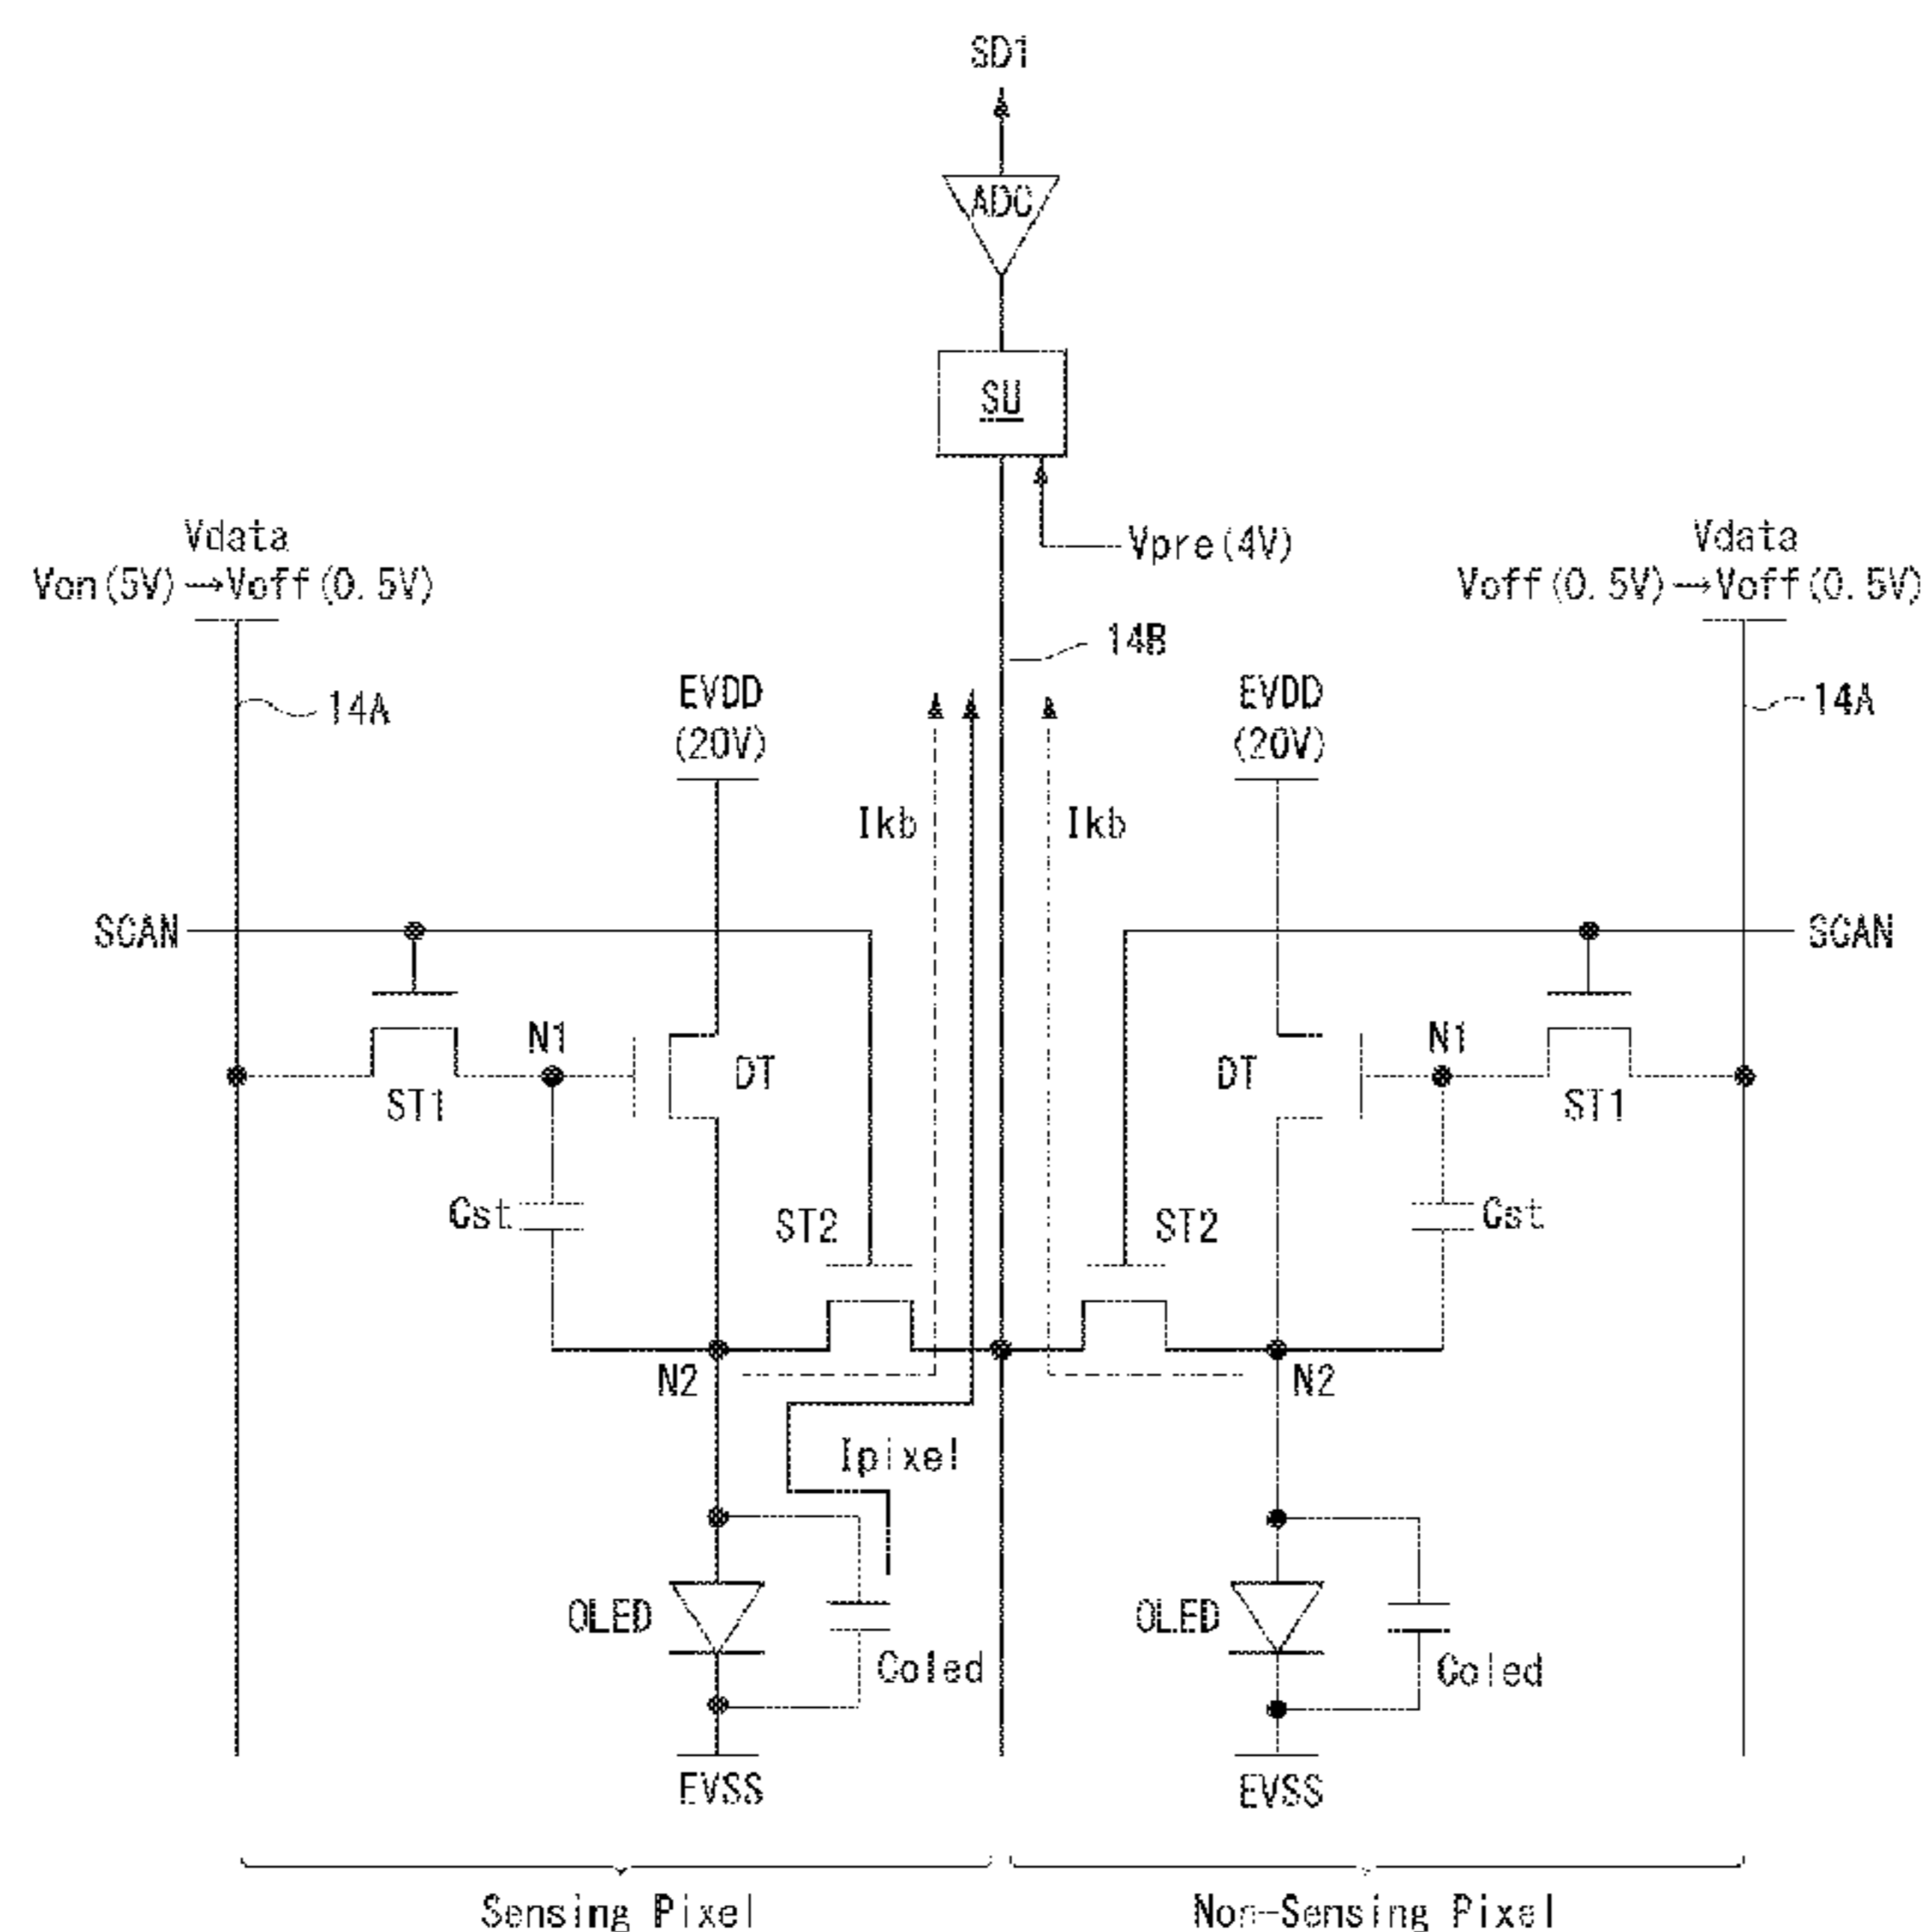 SD1
ADC
SU
Vpre(4V)
Vdata
Von(5V)→Voff(0.5V)
Vdata
Voff(0.5V)→Voff(0.5V)
14B
14A
EVDD
(20V)
EVDD
(20V)
14A
Ikb
Ikb
SCAN
SCAN
N1
DT
DT
N1
ST1
ST1
Cst
ST2
ST2
Cst
N2
N2
Ipixel
OLED
Coled
OLED
Coled
EVSS
EVSS
Sensing Pixel
Non-Sensing Pixel